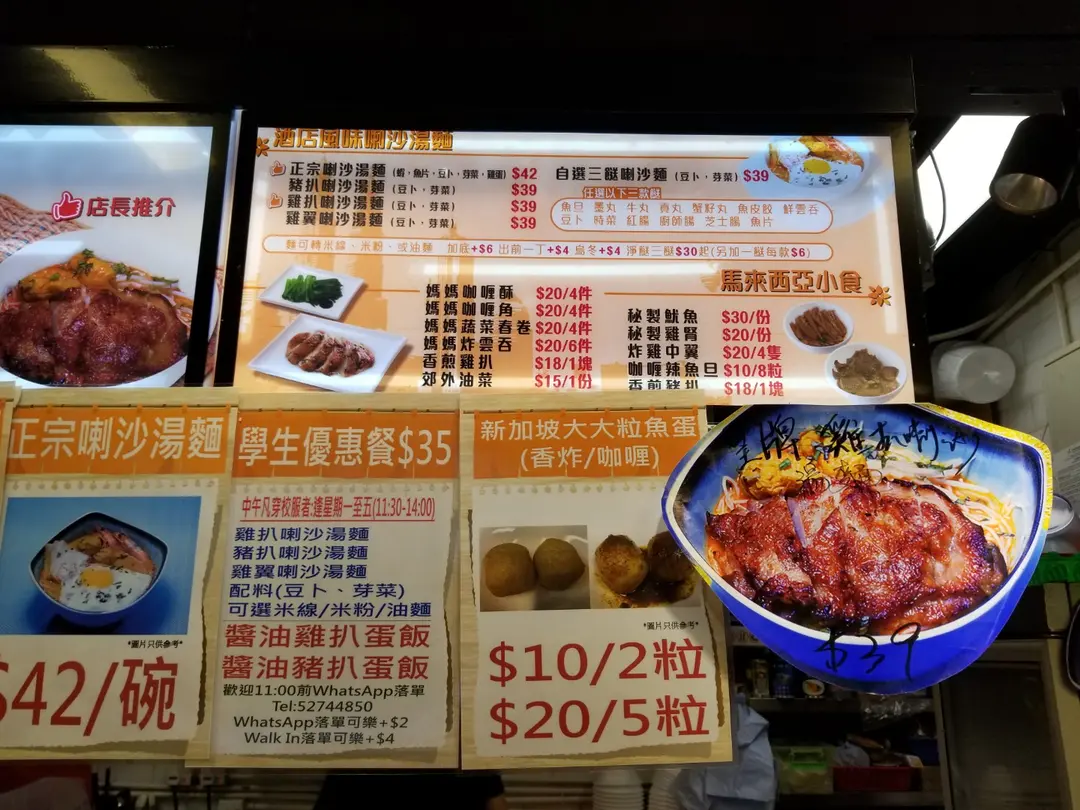 店長推介
酒店風味喇沙湯麵
正宗喇沙湯麵 (蝦，魚片，豆卜，芽菜，雞蛋) $42
豬扒喇沙湯麵 (豆卜，芽菜) $39
雞扒喇沙湯麵 (豆卜，芽菜) $39
雞翼喇沙湯麵 (豆卜，芽菜) $39
自選三餸喇沙麵 (豆卜，芽菜) $39
任選以下三款餸
魚旦 墨丸 牛丸 貢丸 蟹籽丸 魚皮餃 鮮雲吞
豆卜 時菜 紅腸 廚師腸 芝士腸 魚片
麵可轉米線、米粉、或油麵 加底+$6 出前一丁+$4 烏冬+$4 淨餸三餸$30起(另加一餸每款$6)
馬來西亞小食
媽媽咖喱酥 $20/4件
媽媽咖喱角 $20/4件
媽媽蔬菜春卷 $20/4件
媽媽炸雲吞 $20/6件
香煎雞扒 $18/1塊
郊外油菜 $15/1份
秘製魷魚 $30/份
秘製雞腎 $20/份
炸雞中翼 $20/4隻
咖喱辣魚旦 $10/8粒
香煎豬扒 $18/1塊
正宗喇沙湯麵
*圖片只供參考*
$42/碗
學生優惠餐$35
中午凡穿校服者:逢星期一至五(11:30-14:00)
雞扒喇沙湯麵
豬扒喇沙湯麵
雞翼喇沙湯麵
配料(豆卜、芽菜)
可選米線/米粉/油麵
醬油雞扒蛋飯
醬油豬扒蛋飯
歡迎11:00前WhatsApp落單
Tel:52744850
WhatsApp落單可樂+$2
Walk In落單可樂+$4
新加坡大大粒魚蛋
(香炸/咖喱)
*圖片只供參考*
$10/2粒
$20/5粒
$39